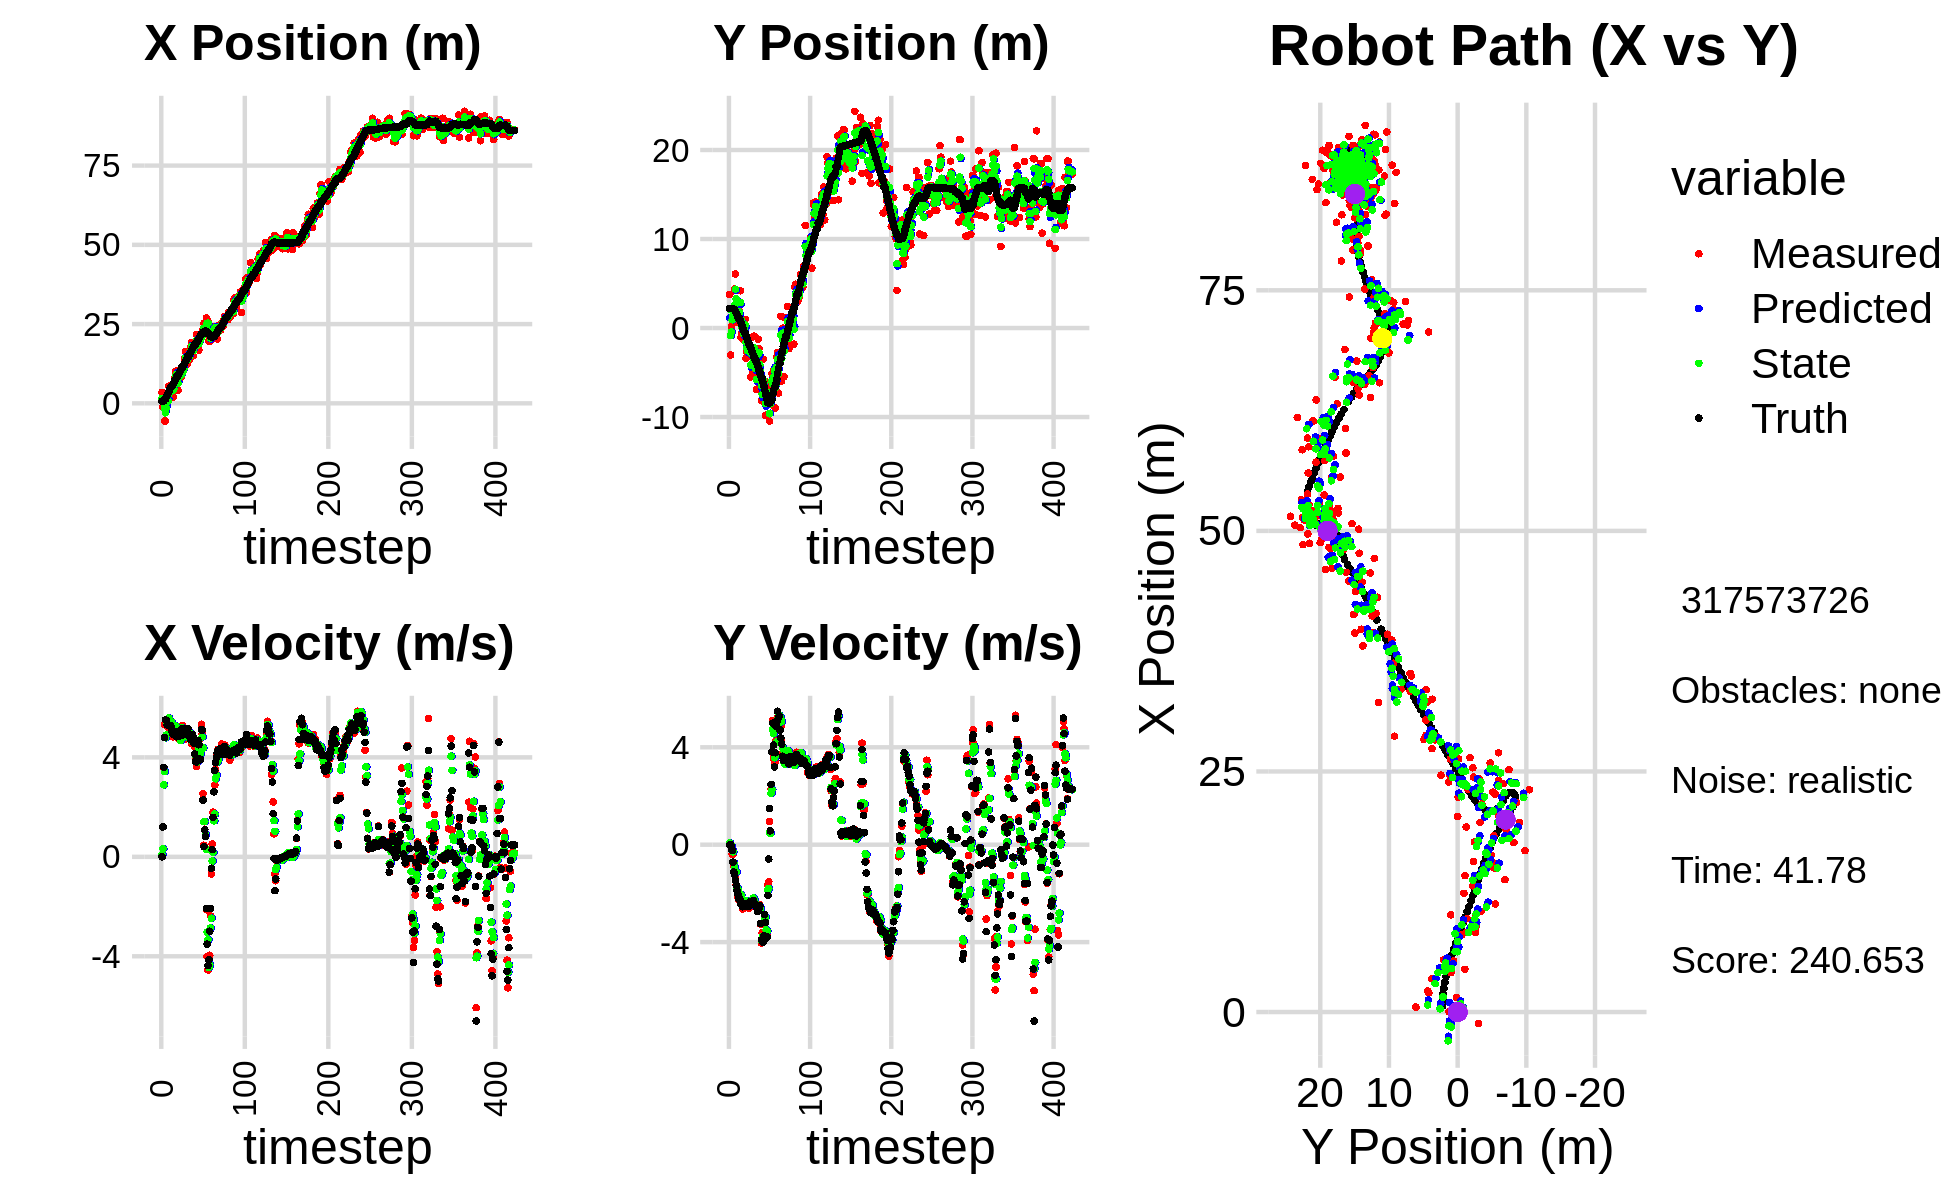 X Position (m)
75
50
25
0
0 100 200 300 400
timestep
Y Position (m)
20
10
0
-10
0 100 200 300 400
timestep
X Velocity (m/s)
4
0
-4
0 100 200 300 400
timestep
Y Velocity (m/s)
4
0
-4
0 100 200 300 400
timestep
Robot Path (X vs Y)
X Position (m)
75
50
25
0
20 10 0 -10 -20
Y Position (m)
variable
Measured
Predicted
State
Truth
317573726
Obstacles: none
Noise: realistic
Time: 41.78
Score: 240.653